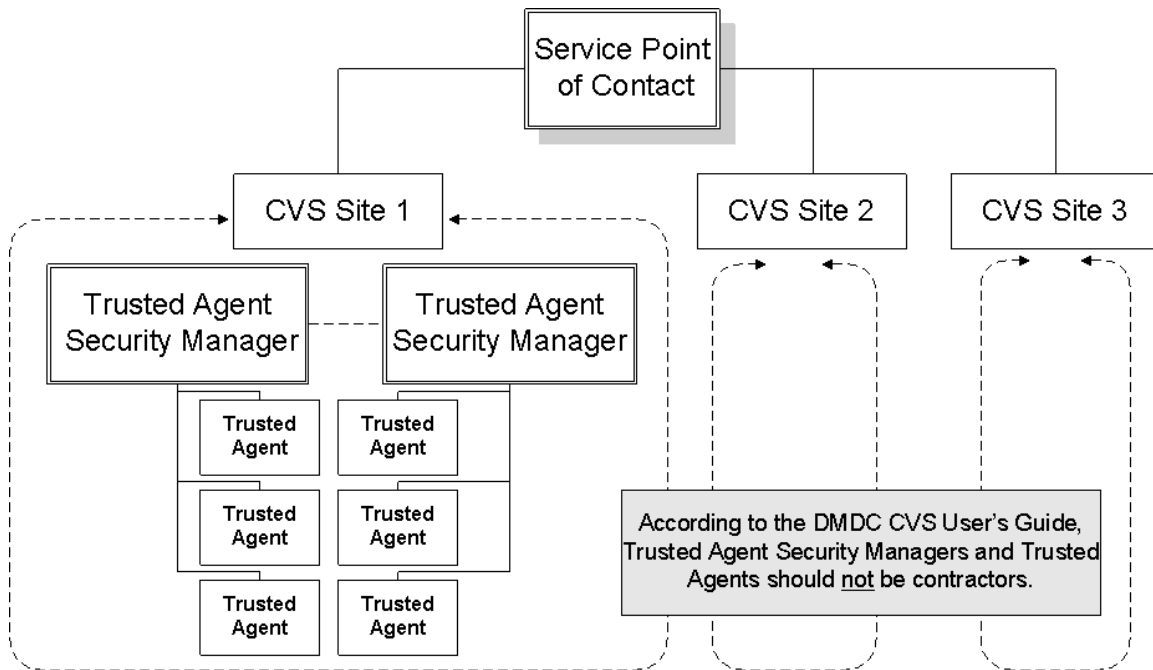 Service Point
of Contact
CVS Site 1
CVS Site 2
CVS Site 3
Trusted Agent
Security Manager
Trusted Agent
Security Manager
Trusted
Agent
Trusted
Agent
Trusted
Agent
Trusted
Agent
Trusted
Agent
Trusted
Agent
According to the DMDC CVS User's Guide,
Trusted Agent Security Managers and Trusted
Agents should not be contractors.